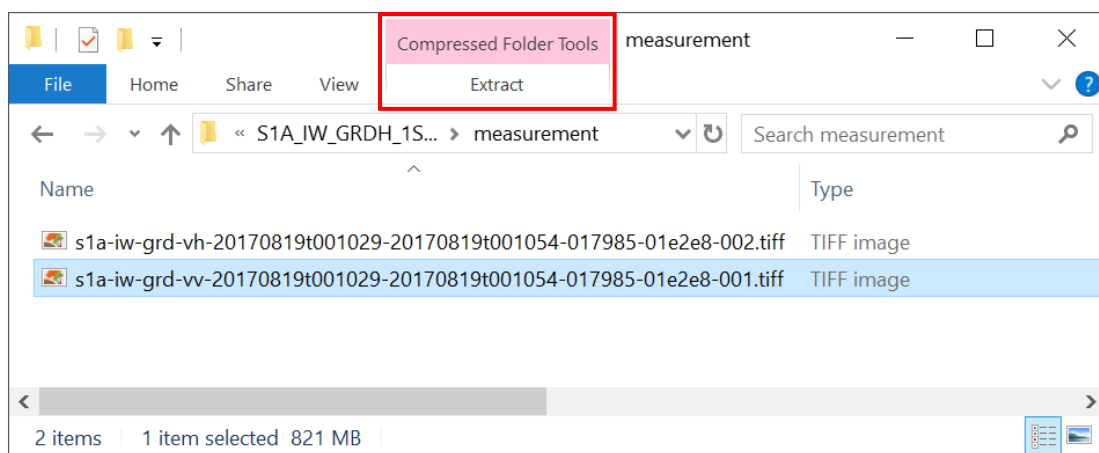 Compressed Folder Tools measurement
File Home Share View Extract ?
« S1A_IW_GRDH_1S... > measurement Search measurement
Name Type
s1a-iw-grd-vh-20170819t001029-20170819t001054-017985-01e2e8-002.tiff TIFF image
s1a-iw-grd-vv-20170819t001029-20170819t001054-017985-01e2e8-001.tiff TIFF image
2 items 1 item selected 821 MB